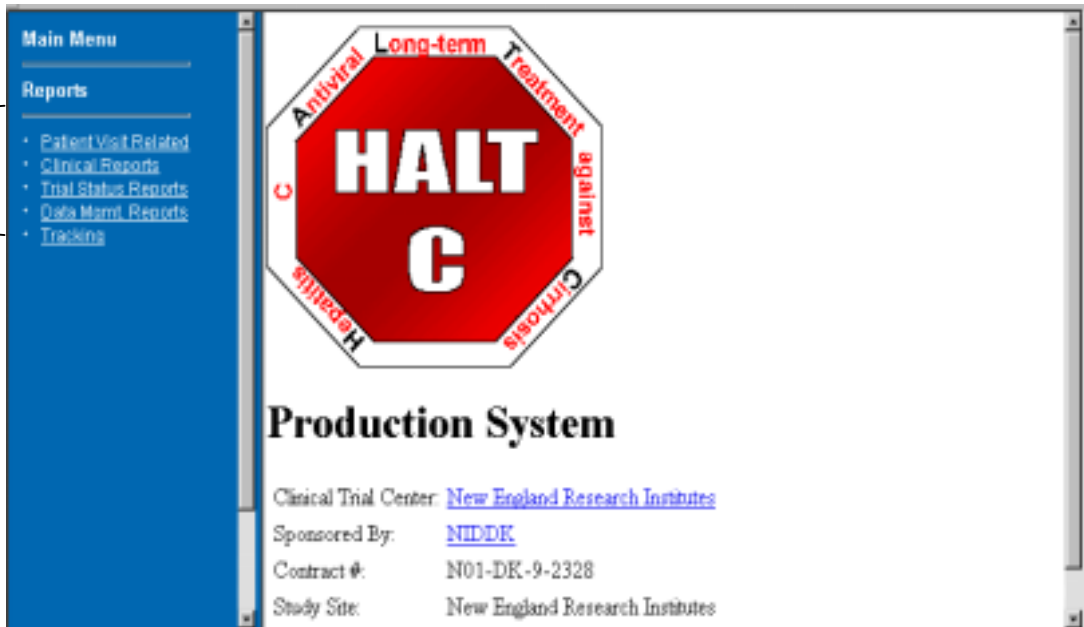 Main Menu
Reports
• Patient Visit Related
• Clinical Reports
• Trial Status Reports
• Data Mgmt. Reports
• Tracking
Hepatitis
C
Antiviral
Long-term
Treatment
against
Cirrhosis
HALT
C
Production System
Clinical Trial Center: New England Research Institutes
Sponsored By: NIDDK
Contract #: N01-DK-9-2328
Study Site: New England Research Institutes